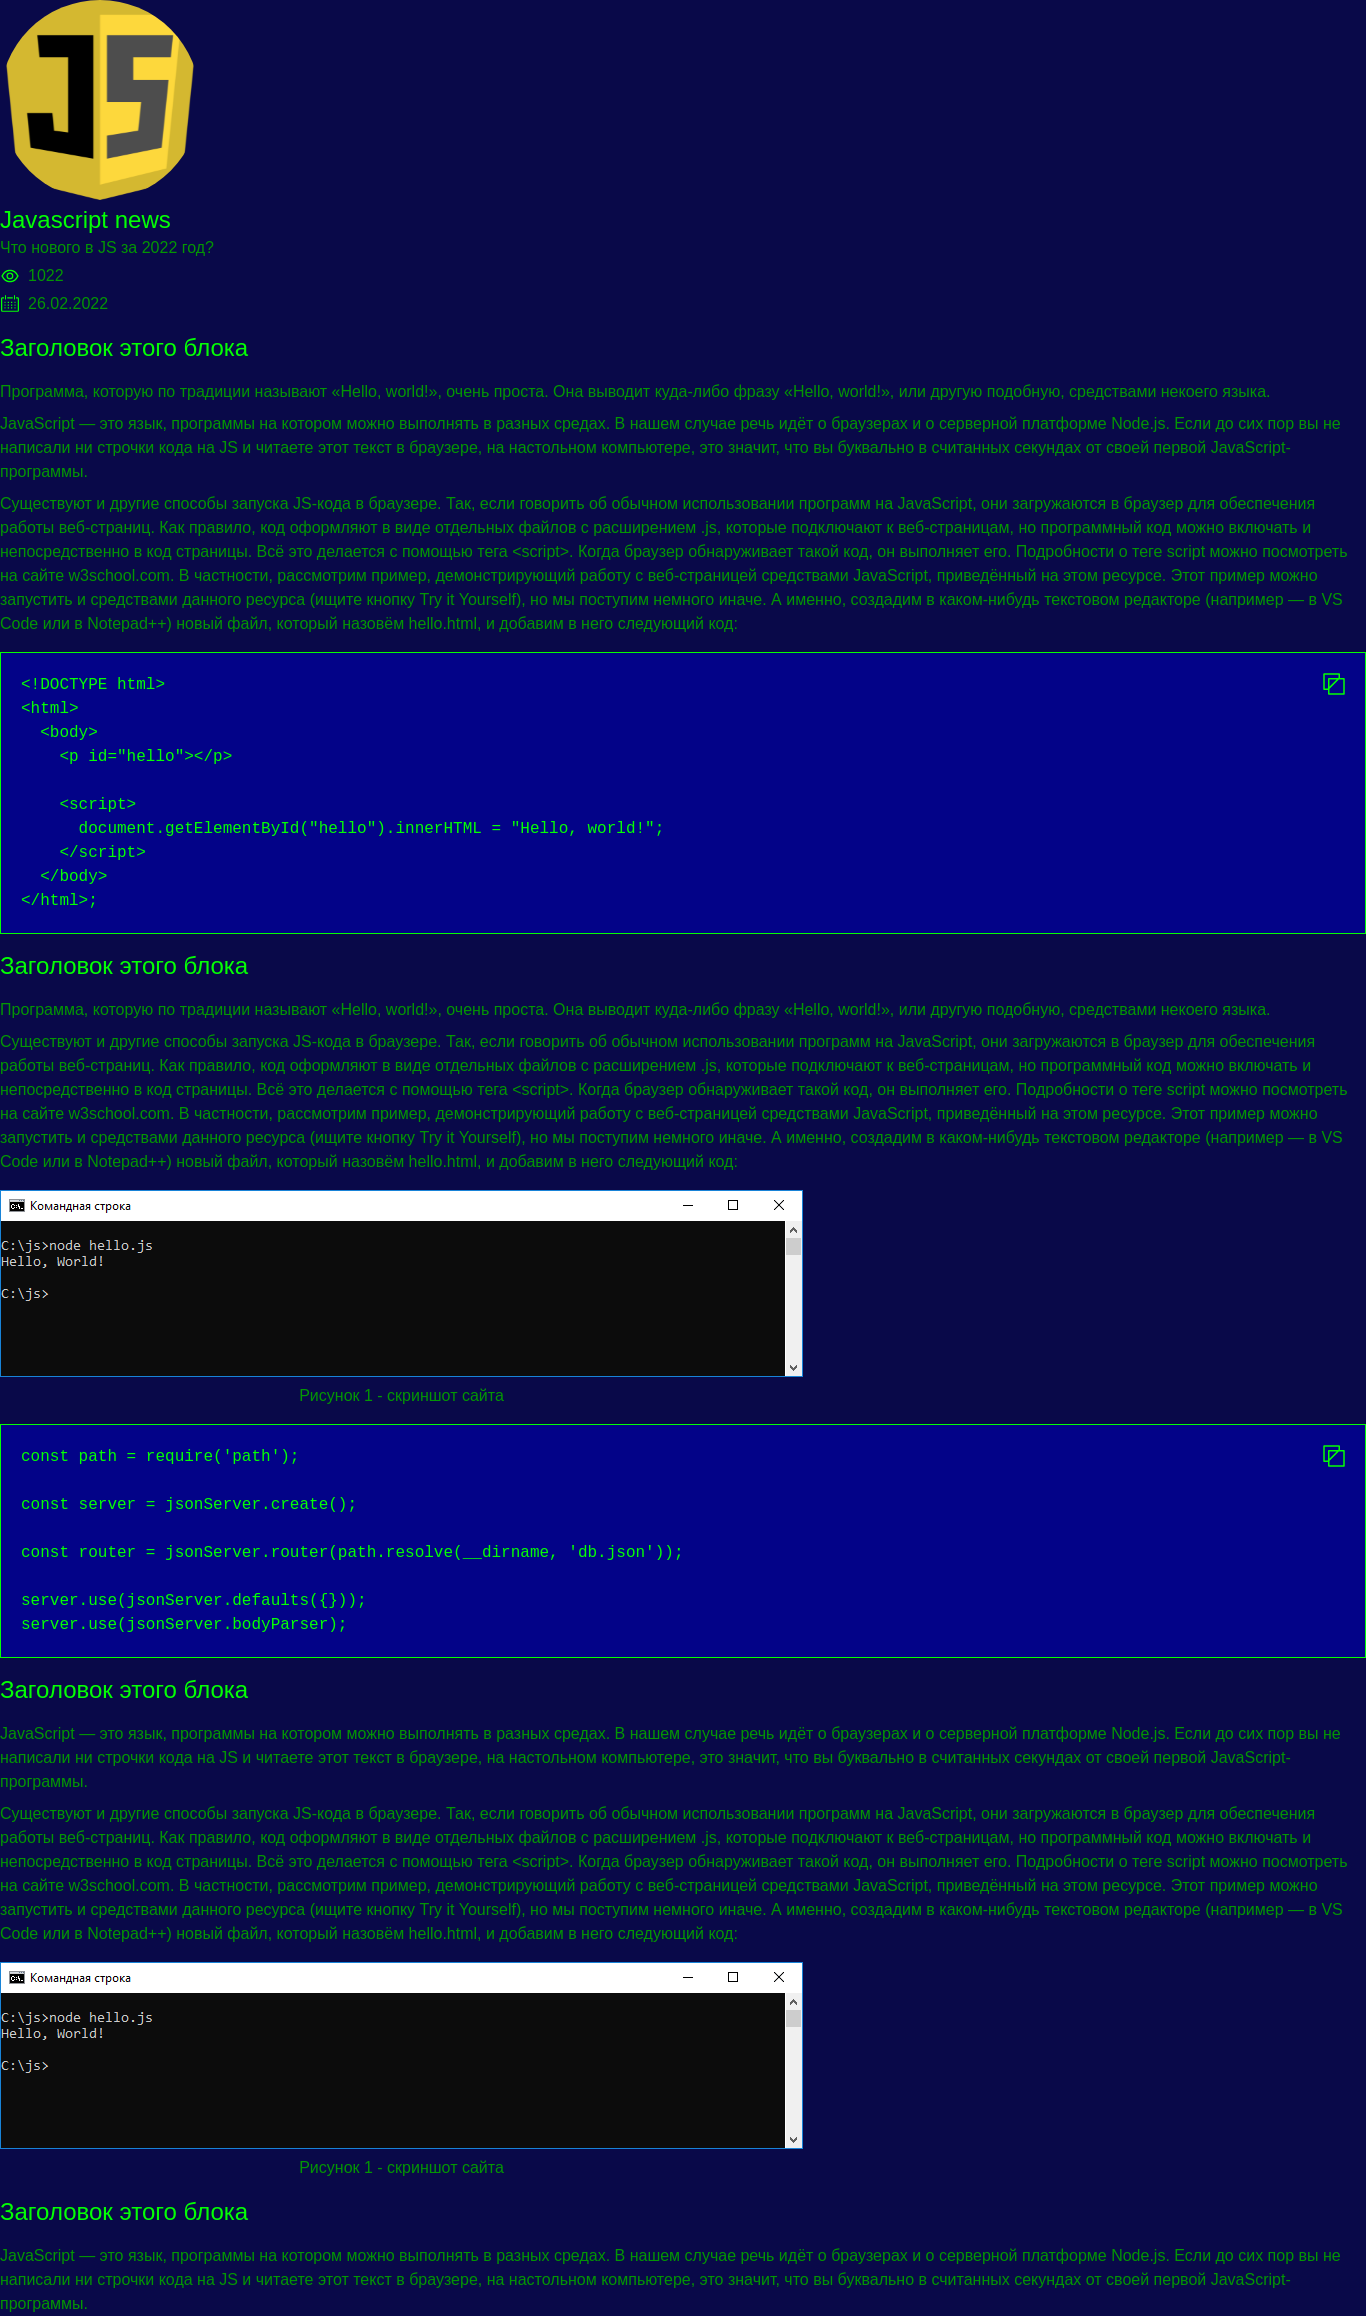 JS
Javascript news
Что нового в JS за 2022 год?
1022
26.02.2022
Заголовок этого блока
Программа, которую по традиции называют «Hello, world!», очень проста. Она выводит куда-либо фразу «Hello, world!», или другую подобную, средствами некоего языка.
JavaScript — это язык, программы на котором можно выполнять в разных средах. В нашем случае речь идёт о браузерах и о серверной платформе Node.js. Если до сих пор вы не
написали ни строчки кода на JS и читаете этот текст в браузере, на настольном компьютере, это значит, что вы буквально в считанных секундах от своей первой JavaScript-
программы.
Существуют и другие способы запуска JS-кода в браузере. Так, если говорить об обычном использовании программ на JavaScript, они загружаются в браузер для обеспечения
работы веб-страниц. Как правило, код оформляют в виде отдельных файлов с расширением .js, которые подключают к веб-страницам, но программный код можно включать и
непосредственно в код страницы. Всё это делается с помощью тега <script>. Когда браузер обнаруживает такой код, он выполняет его. Подробности о теге script можно посмотреть
на сайте w3school.com. В частности, рассмотрим пример, демонстрирующий работу с веб-страницей средствами JavaScript, приведённый на этом ресурсе. Этот пример можно
запустить и средствами данного ресурса (ищите кнопку Try it Yourself), но мы поступим немного иначе. А именно, создадим в каком-нибудь текстовом редакторе (например — в VS
Code или в Notepad++) новый файл, который назовём hello.html, и добавим в него следующий код:
<!DOCTYPE html>
<html>
  <body>
    <p id="hello"></p>
    <script>
      document.getElementById("hello").innerHTML = "Hello, world!";
    </script>
  </body>
</html>;
Заголовок этого блока
Программа, которую по традиции называют «Hello, world!», очень проста. Она выводит куда-либо фразу «Hello, world!», или другую подобную, средствами некоего языка.
Существуют и другие способы запуска JS-кода в браузере. Так, если говорить об обычном использовании программ на JavaScript, они загружаются в браузер для обеспечения
работы веб-страниц. Как правило, код оформляют в виде отдельных файлов с расширением .js, которые подключают к веб-страницам, но программный код можно включать и
непосредственно в код страницы. Всё это делается с помощью тега <script>. Когда браузер обнаруживает такой код, он выполняет его. Подробности о теге script можно посмотреть
на сайте w3school.com. В частности, рассмотрим пример, демонстрирующий работу с веб-страницей средствами JavaScript, приведённый на этом ресурсе. Этот пример можно
запустить и средствами данного ресурса (ищите кнопку Try it Yourself), но мы поступим немного иначе. А именно, создадим в каком-нибудь текстовом редакторе (например — в VS
Code или в Notepad++) новый файл, который назовём hello.html, и добавим в него следующий код:
Командная строка
C:\js>node hello.js
Hello, World!
C:\js>
Рисунок 1 - скриншот сайта
const path = require('path');
const server = jsonServer.create();
const router = jsonServer.router(path.resolve(__dirname, 'db.json'));
server.use(jsonServer.defaults({}));
server.use(jsonServer.bodyParser);
Заголовок этого блока
JavaScript — это язык, программы на котором можно выполнять в разных средах. В нашем случае речь идёт о браузерах и о серверной платформе Node.js. Если до сих пор вы не
написали ни строчки кода на JS и читаете этот текст в браузере, на настольном компьютере, это значит, что вы буквально в считанных секундах от своей первой JavaScript-
программы.
Существуют и другие способы запуска JS-кода в браузере. Так, если говорить об обычном использовании программ на JavaScript, они загружаются в браузер для обеспечения
работы веб-страниц. Как правило, код оформляют в виде отдельных файлов с расширением .js, которые подключают к веб-страницам, но программный код можно включать и
непосредственно в код страницы. Всё это делается с помощью тега <script>. Когда браузер обнаруживает такой код, он выполняет его. Подробности о теге script можно посмотреть
на сайте w3school.com. В частности, рассмотрим пример, демонстрирующий работу с веб-страницей средствами JavaScript, приведённый на этом ресурсе. Этот пример можно
запустить и средствами данного ресурса (ищите кнопку Try it Yourself), но мы поступим немного иначе. А именно, создадим в каком-нибудь текстовом редакторе (например — в VS
Code или в Notepad++) новый файл, который назовём hello.html, и добавим в него следующий код:
Командная строка
C:\js>node hello.js
Hello, World!
C:\js>
Рисунок 1 - скриншот сайта
Заголовок этого блока
JavaScript — это язык, программы на котором можно выполнять в разных средах. В нашем случае речь идёт о браузерах и о серверной платформе Node.js. Если до сих пор вы не
написали ни строчки кода на JS и читаете этот текст в браузере, на настольном компьютере, это значит, что вы буквально в считанных секундах от своей первой JavaScript-
программы.